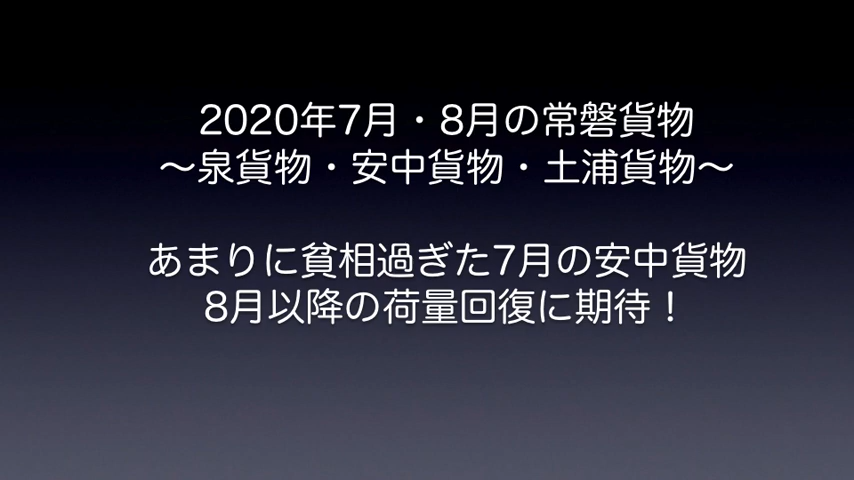 2020年7月・8月の常磐貨物
〜泉貨物・安中貨物・土浦貨物〜
あまりに貧相過ぎた7月の安中貨物
8月以降の荷量回復に期待！